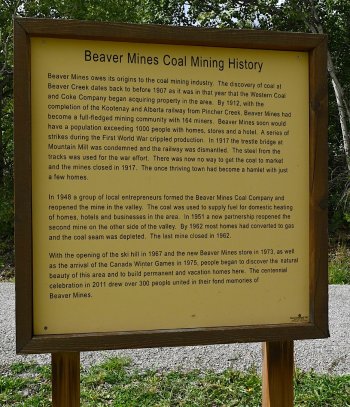 Beaver Mines Coal Mining History
Beaver Mines owes its origins to the coal mining industry. The discovery of coal at
Beaver Creek dates back to before 1907 as it was in that year that the Western Coal
and Coke Company began acquiring property in the area. By 1912, with the
completion of the Kootenay and Alberta railway from Pincher Creek, Beaver Mines had
become a full-fledged mining community with 164 miners. Beaver Mines soon would
have a population exceeding 1000 people with homes, stores and a hotel. A series of
strikes during the First World War crippled production. In 1917 the trestle bridge at
Mountain Mill was condemned and the railway was dismantled. The steel from the
tracks was used for the war effort. There was now no way to get the coal to market
and the mines closed in 1917. The once thriving town had become a hamlet with just
a few homes.
In 1948 a group of local entrepreneurs formed the Beaver Mines Coal Company and
reopened the mine in the valley. The coal was used to supply fuel for domestic heating
of homes, hotels and businesses in the area. In 1951 a new partnership reopened the
second mine on the other side of the valley. By 1962 most homes had converted to gas
and the coal seam was depleted. The last mine closed in 1962.
With the opening of the ski hill in 1967 and the new Beaver Mines store in 1973, as well
as the arrival of the Canada Winter Games in 1975, people began to discover the natural
beauty of this area and to build permanent and vacation homes here. The centennial
celebration in 2011 drew over 300 people united in their fond memories of
Beaver Mines.